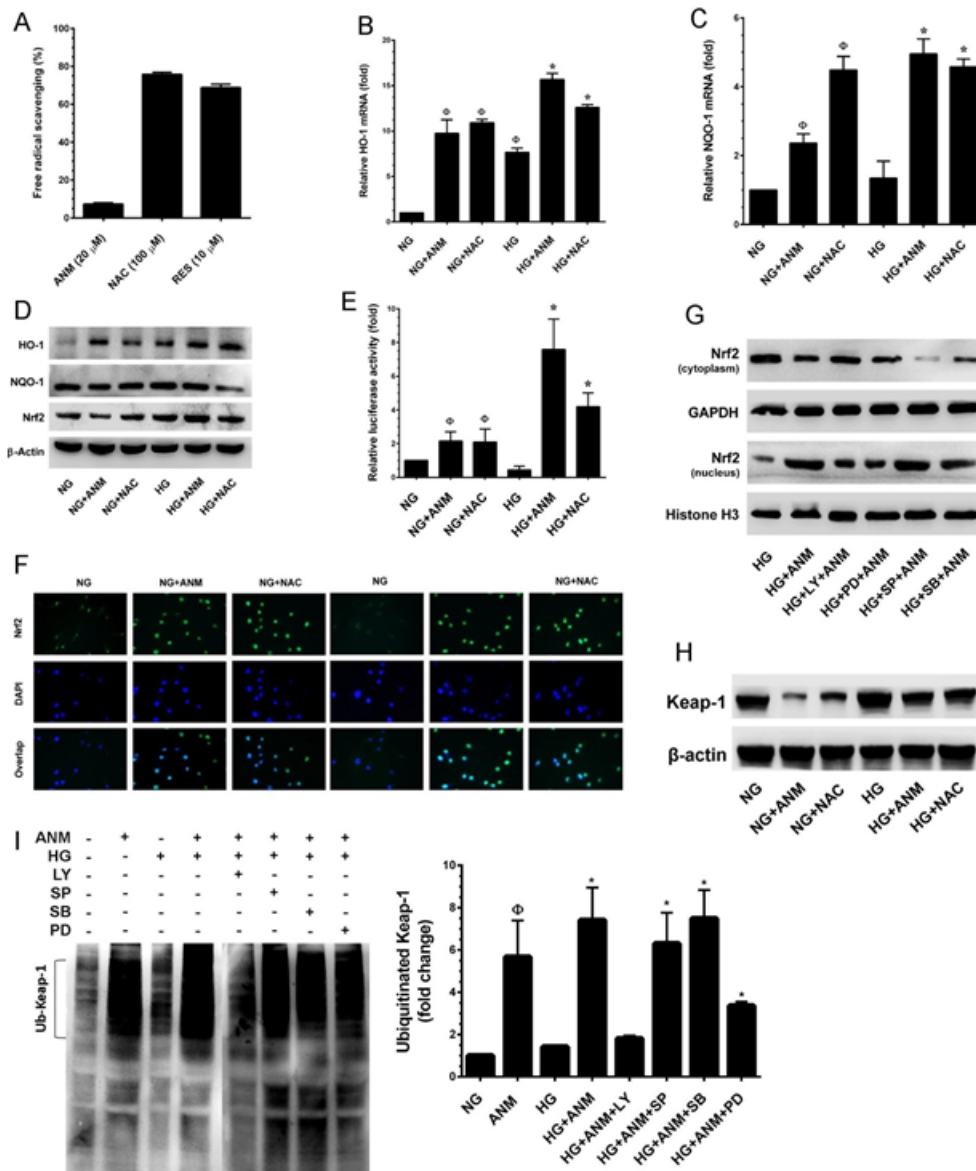 A
Free radical scavenging (%)
100
80
60
40
20
0
ANM (20 µM)
NAC (100 µM)
RES (10 µM)
B
Relative HO-1 mRNA (fold)
20
15
10
5
0
Φ
Φ
Φ
*
*
NG
NG+ANM
NG+NAC
HG
HG+ANM
HG+NAC
C
Relative NQO-1 mRNA (fold)
6
4
2
0
Φ
Φ
*
*
NG
NG+ANM
NG+NAC
HG
HG+ANM
HG+NAC
D
HO-1
NQO-1
Nrf2
β-Actin
NG
NG+ANM
NG+NAC
HG
HG+ANM
HG+NAC
E
Relative luciferase activity (fold)
10
8
6
4
2
0
Φ
Φ
*
*
NG
NG+ANM
NG+NAC
HG
HG+ANM
HG+NAC
G
Nrf2
(cytoplasm)
GAPDH
Nrf2
(nucleus)
Histone H3
HG
HG+ANM
HG+LY+ANM
HG+PD+ANM
HG+SP+ANM
HG+SB+ANM
F
NG NG+ANM NG+NAC NG NG+NAC
Nrf2
DAPI
Overlap
H
Keap-1
β-actin
NG
NG+ANM
NG+NAC
HG
HG+ANM
HG+NAC
I
ANM - + - + + + + +
HG - - + + + + + +
LY - - - - + - - -
SP - - - - - + - -
SB - - - - - - + -
PD - - - - - - - +
Ub-Keap-1
Ubiquitinated Keap-1
(fold change)
10
8
6
4
2
0
Φ
*
*
*
*
NG
ANM
HG
HG+ANM
HG+ANM+LY
HG+ANM+SP
HG+ANM+SB
HG+ANM+PD